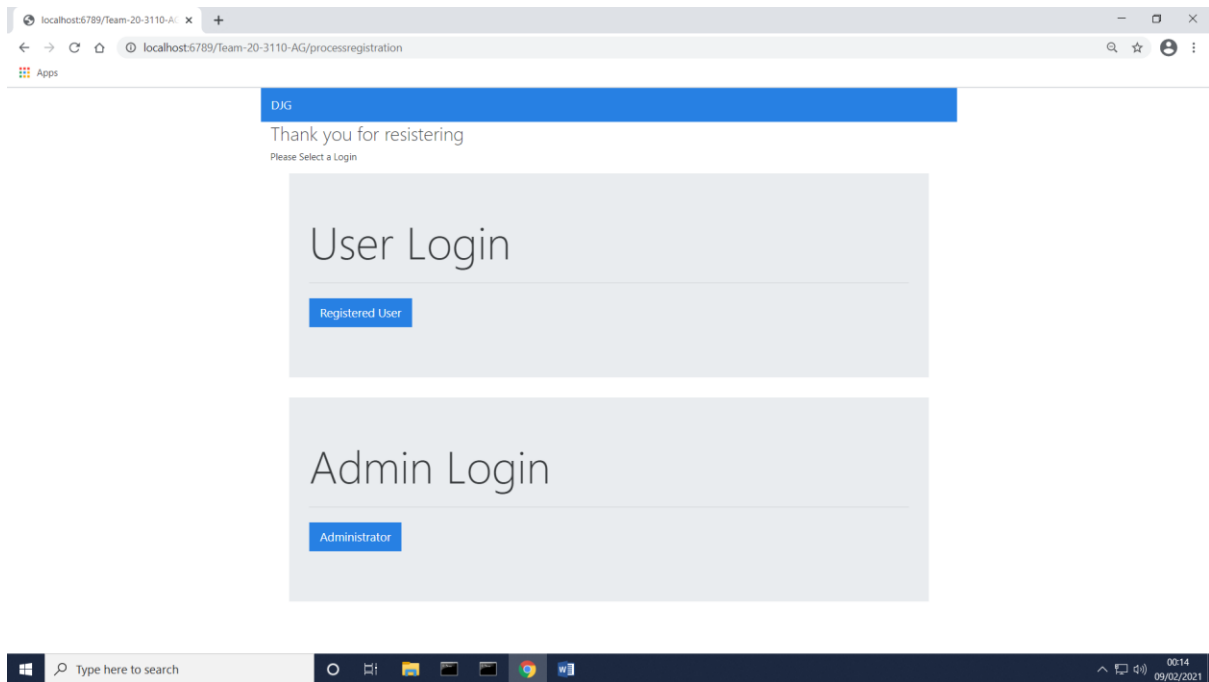 localhost:6789/Team-20-3110-A
localhost:6789/Team-20-3110-AG/processregistration
Apps
DJG
Thank you for resistering
Please Select a Login
User Login
Registered User
Admin Login
Administrator
Type here to search
00:14
09/02/2021